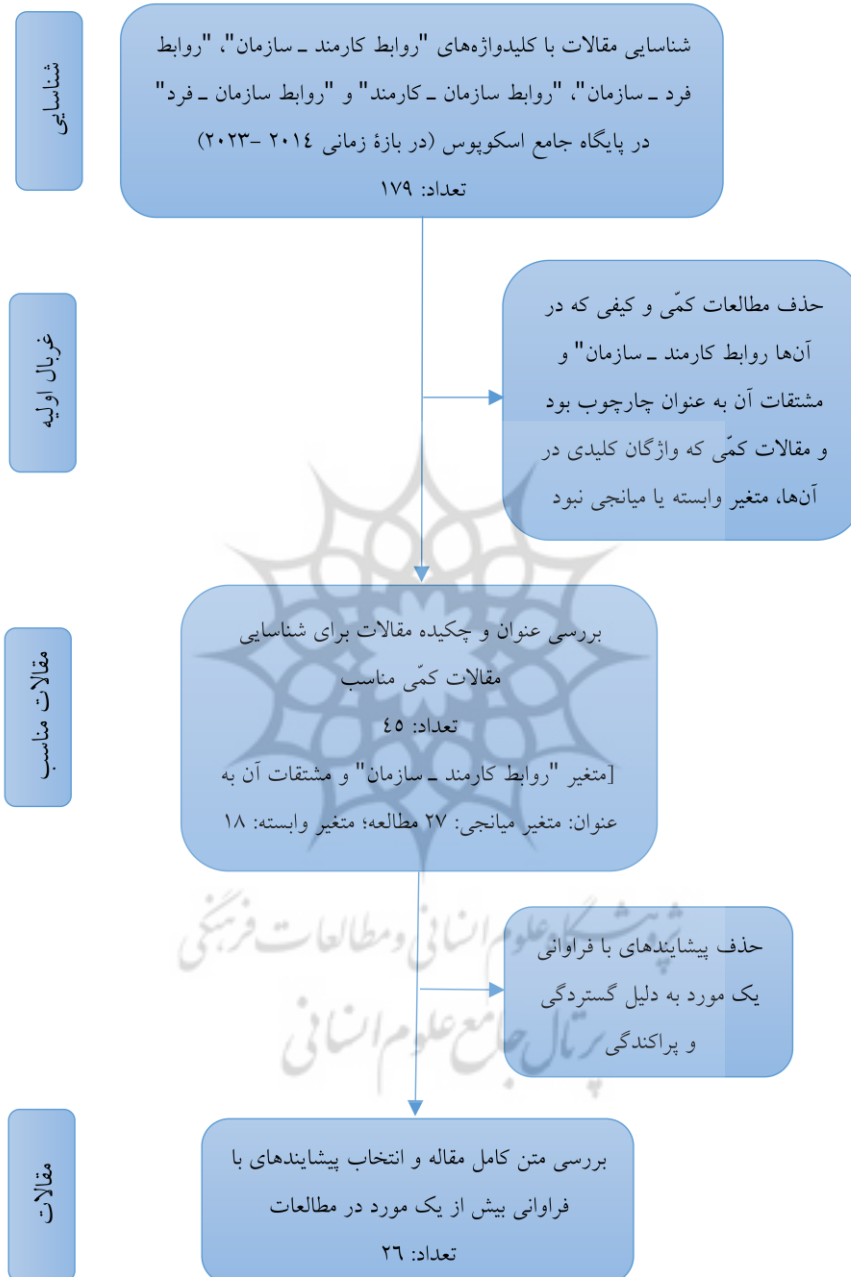 شناسایی
شناسایی مقالات با کلیدواژه‌های "روابط کارمند ـ سازمان"، "روابط
فرد ـ سازمان"، "روابط سازمان ـ کارمند" و "روابط سازمان ـ فرد"
در پایگاه جامع اسکوپوس (در بازۀ زمانی ۲۰۱٤ –۲۰۲۳)
تعداد: ۱۷۹
غربال اولیه
حذف مطالعات کمّی و کیفی که در
آن‌ها روابط کارمند ـ سازمان" و
مشتقات آن به عنوان چارچوب بود
و مقالات کمّی که واژگان کلیدی در
آن‌ها، متغیر وابسته یا میانجی نبود
مقالات مناسب
بررسی عنوان و چکیده مقالات برای شناسایی
مقالات کمّی مناسب
تعداد: ٤٥
[متغیر "روابط کارمند ـ سازمان" و مشتقات آن به
عنوان: متغیر میانجی: ۲۷ مطالعه؛ متغیر وابسته: ۱۸
پژوهشگاه علوم انسانی و مطالعات فرهنگی
پرتال جامع علوم انسانی
حذف پیشایندهای با فراوانی
یک مورد به دلیل گستردگی
و پراکندگی
مقالات
بررسی متن کامل مقاله و انتخاب پیشایندهای با
فراوانی بیش از یک مورد در مطالعات
تعداد: ۲٦